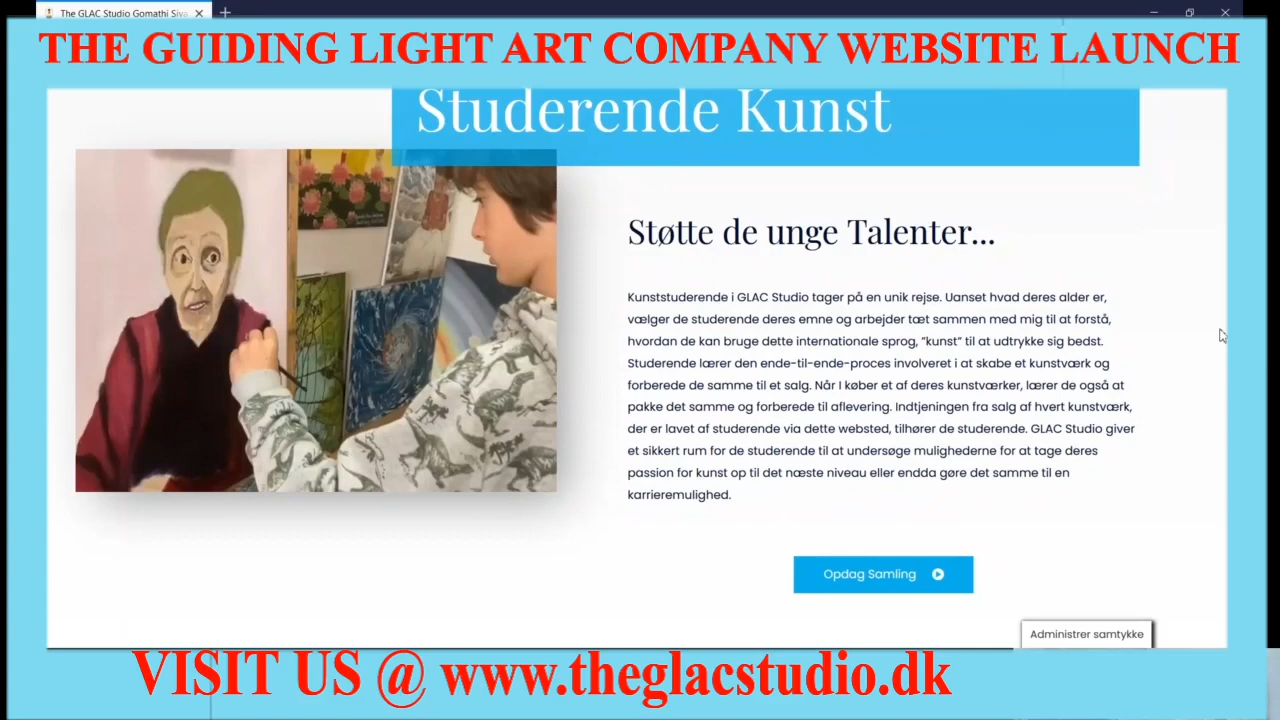 The GLAC Studio Gomathi Siva
THE GUIDING LIGHT ART COMPANY WEBSITE LAUNCH
Studerende Kunst
Støtte de unge Talenter...
Kunststuderende i GLAC Studio tager på en unik rejse. Uanset hvad deres alder er,
vælger de studerende deres emne og arbejder tæt sammen med mig til at forstå,
hvordan de kan bruge dette internationale sprog, "kunst" til at udtrykke sig bedst.
Studerende lærer den ende-til-ende-proces involveret i at skabe et kunstværk og
forberede de samme til et salg. Når I køber et af deres kunstværker, lærer de også at
pakke det samme og forberede til aflevering. Indtjeningen fra salg af hvert kunstværk,
der er lavet af studerende via dette websted, tilhører de studerende. GLAC Studio giver
et sikkert rum for de studerende til at undersøge mulighederne for at tage deres
passion for kunst op til det næste niveau eller endda gøre det samme til en
karrieremulighed.
Opdag Samling
Administrer samtykke
VISIT US @ www.theglacstudio.dk